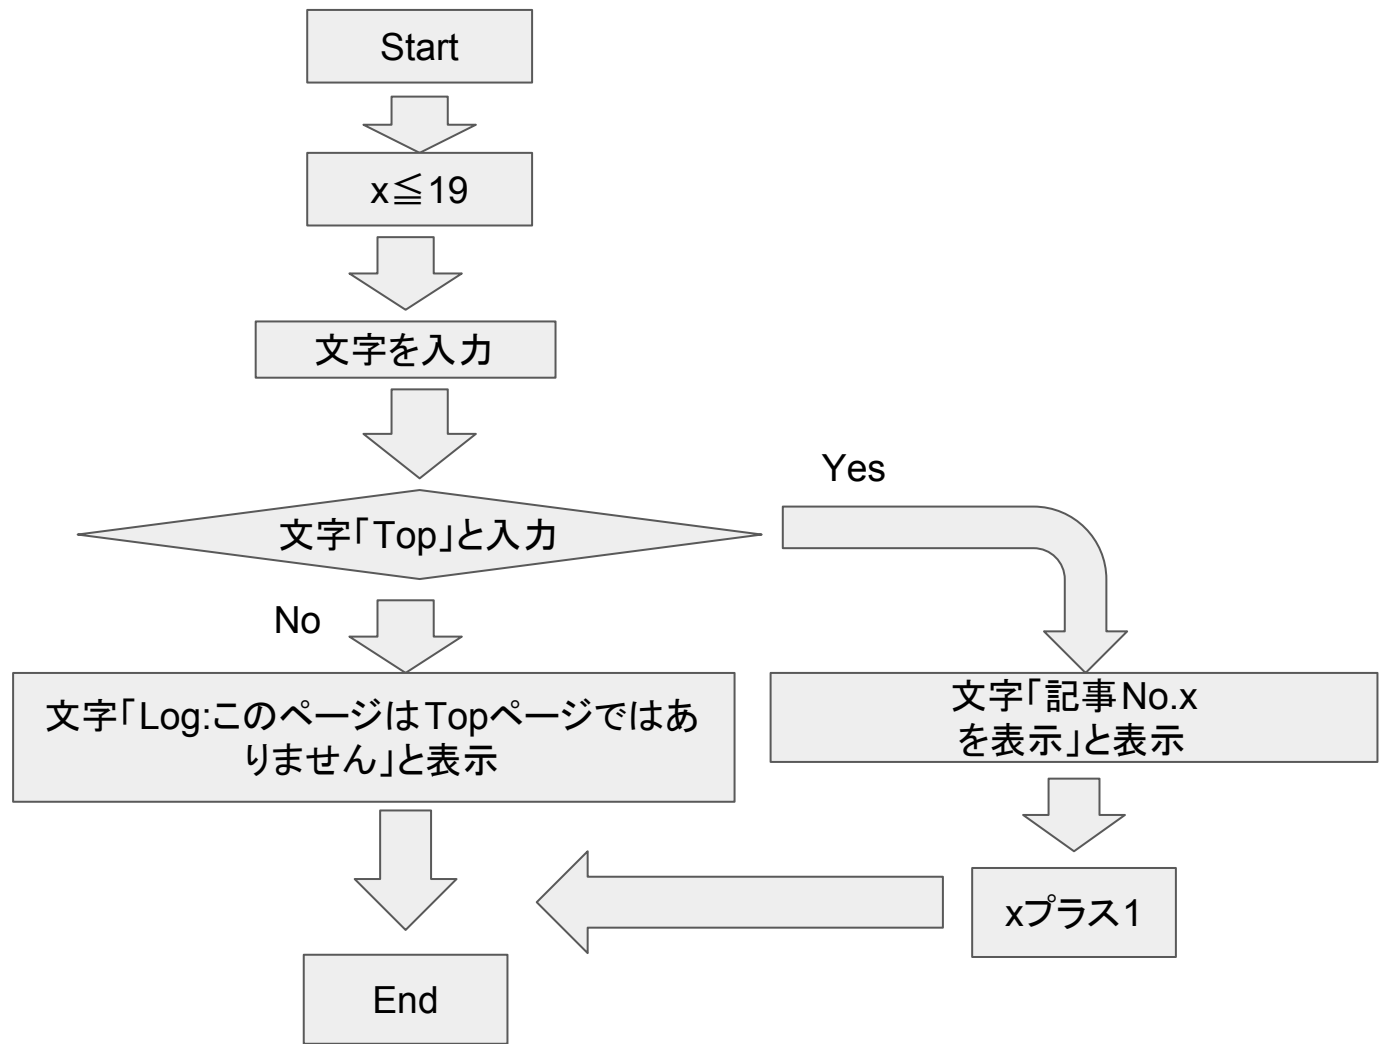 Start
x≦19
文字を入力
Yes
文字「Top」と入力
No
文字「Log:このページはTopページではあ
りません」と表示
文字「記事No.x
を表示」と表示
xプラス1
End